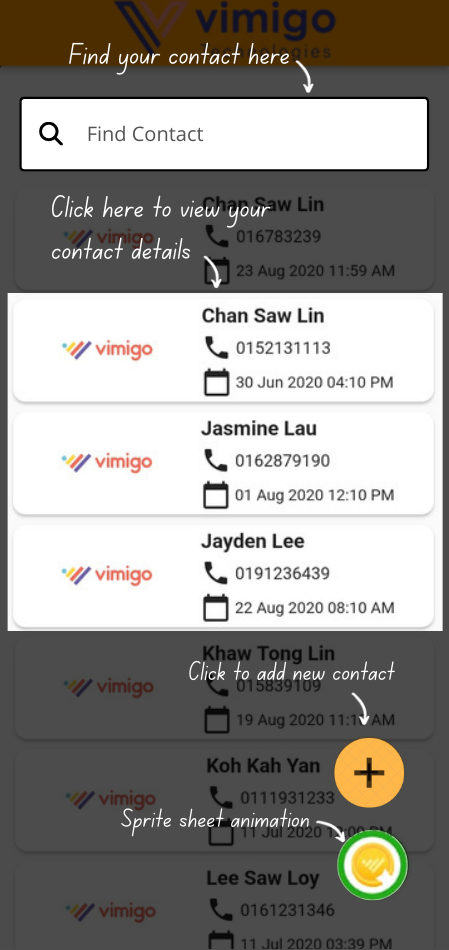 vimigo
Technologies
Find your contact here
Find Contact
Chan Saw Lin
Click here to view your
contact details
vimigo
016783239
23 Aug 2020 11:59 AM
Chan Saw Lin
vimigo
0152131113
30 Jun 2020 04:10 PM
Jasmine Lau
vimigo
0162879190
01 Aug 2020 12:10 PM
Jayden Lee
vimigo
0191236439
22 Aug 2020 08:10 AM
Khaw Tong Lin
Click to add new contact
vimigo
015839109
19 Aug 2020 AM
Koh Kah Yan
vimigo
0111931233
Sprite sheet animation
11 Jul 2020 PM
Lee Saw Loy
vimigo
0161231346
11 Jul 2020 03:39 PM